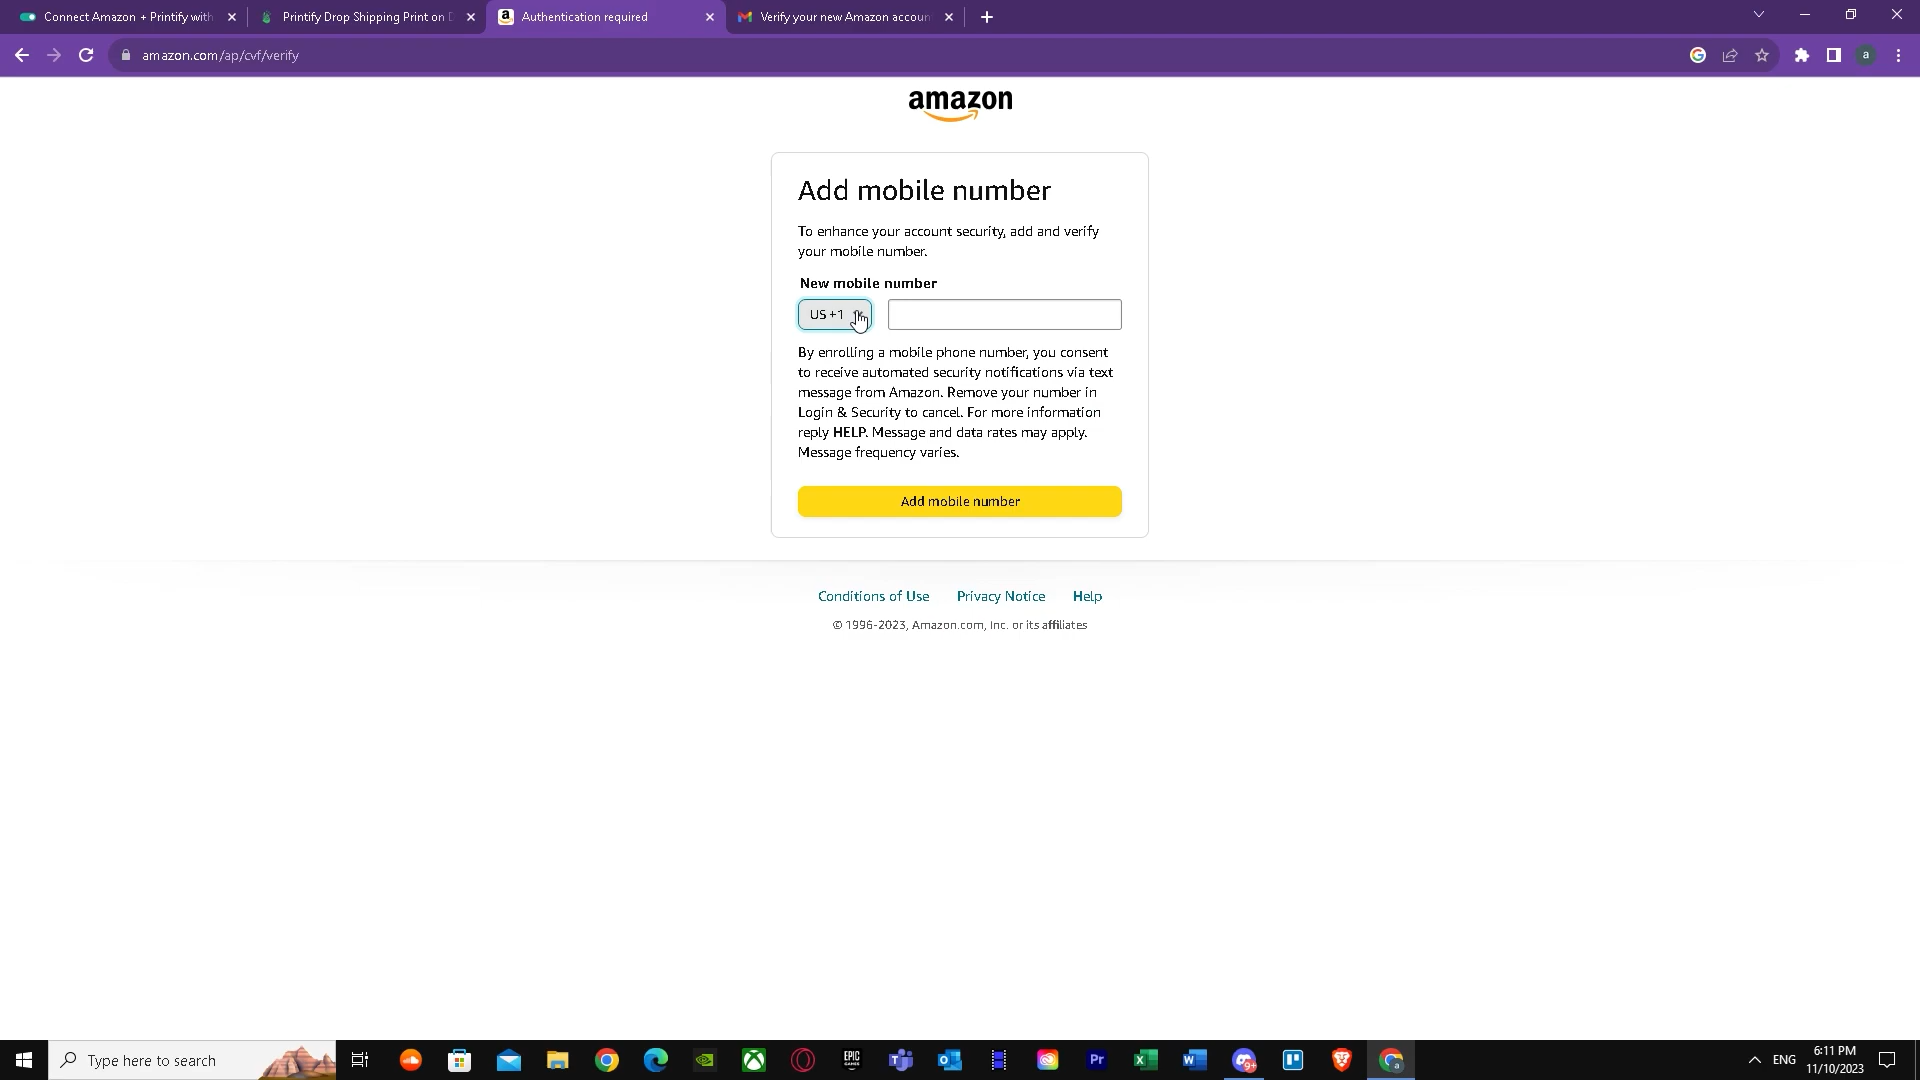 Connect Amazon + Printify with
Printify Drop Shipping Print on D
Authentication required
Verify your new Amazon accoun
amazon.com/ap/cvf/verify
amazon
Add mobile number
To enhance your account security, add and verify
your mobile number.
New mobile number
US +1
By enrolling a mobile phone number, you consent
to receive automated security notifications via text
message from Amazon. Remove your number in
Login & Security to cancel. For more information
reply HELP. Message and data rates may apply.
Message frequency varies.
Add mobile number
Conditions of Use Privacy Notice Help
© 1996-2023, Amazon.com, Inc. or its affiliates
Type here to search
EPIC
GAMES
Pr
9+
ENG
6:11 PM
11/10/2023